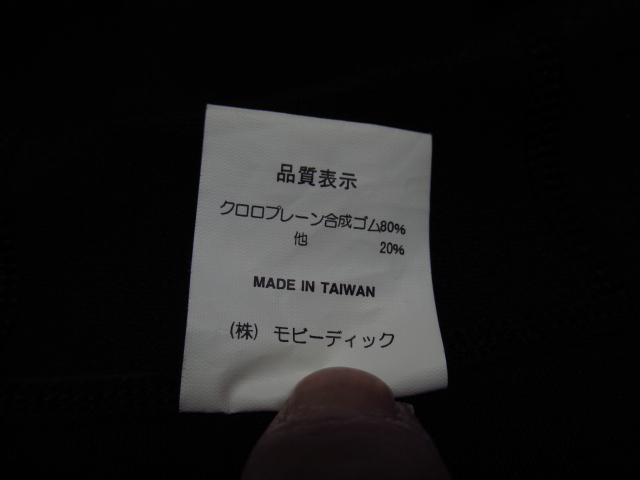 品質表示
クロロプレーン合成ゴム80%
他 20%
MADE IN TAIWAN
(株) モビーディック